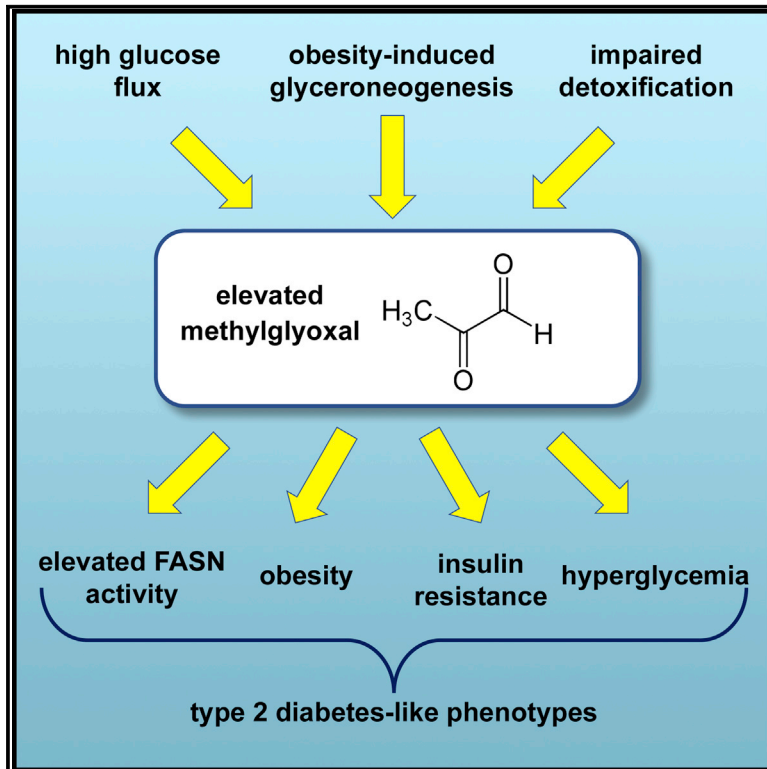 high glucose
flux
obesity-induced
glyceroneogenesis
impaired
detoxification
elevated
methylglyoxal
O
H₃C
H
O
elevated FASN
activity
obesity
insulin
resistance
hyperglycemia
type 2 diabetes-like phenotypes